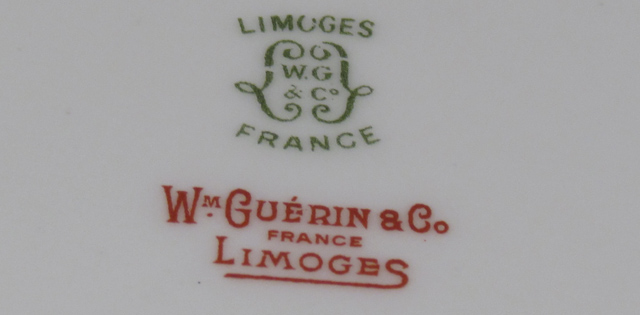 LIMOGES
W.G
& Co
FRANCE
WM. GUÉRIN & Co
FRANCE
LIMOGES